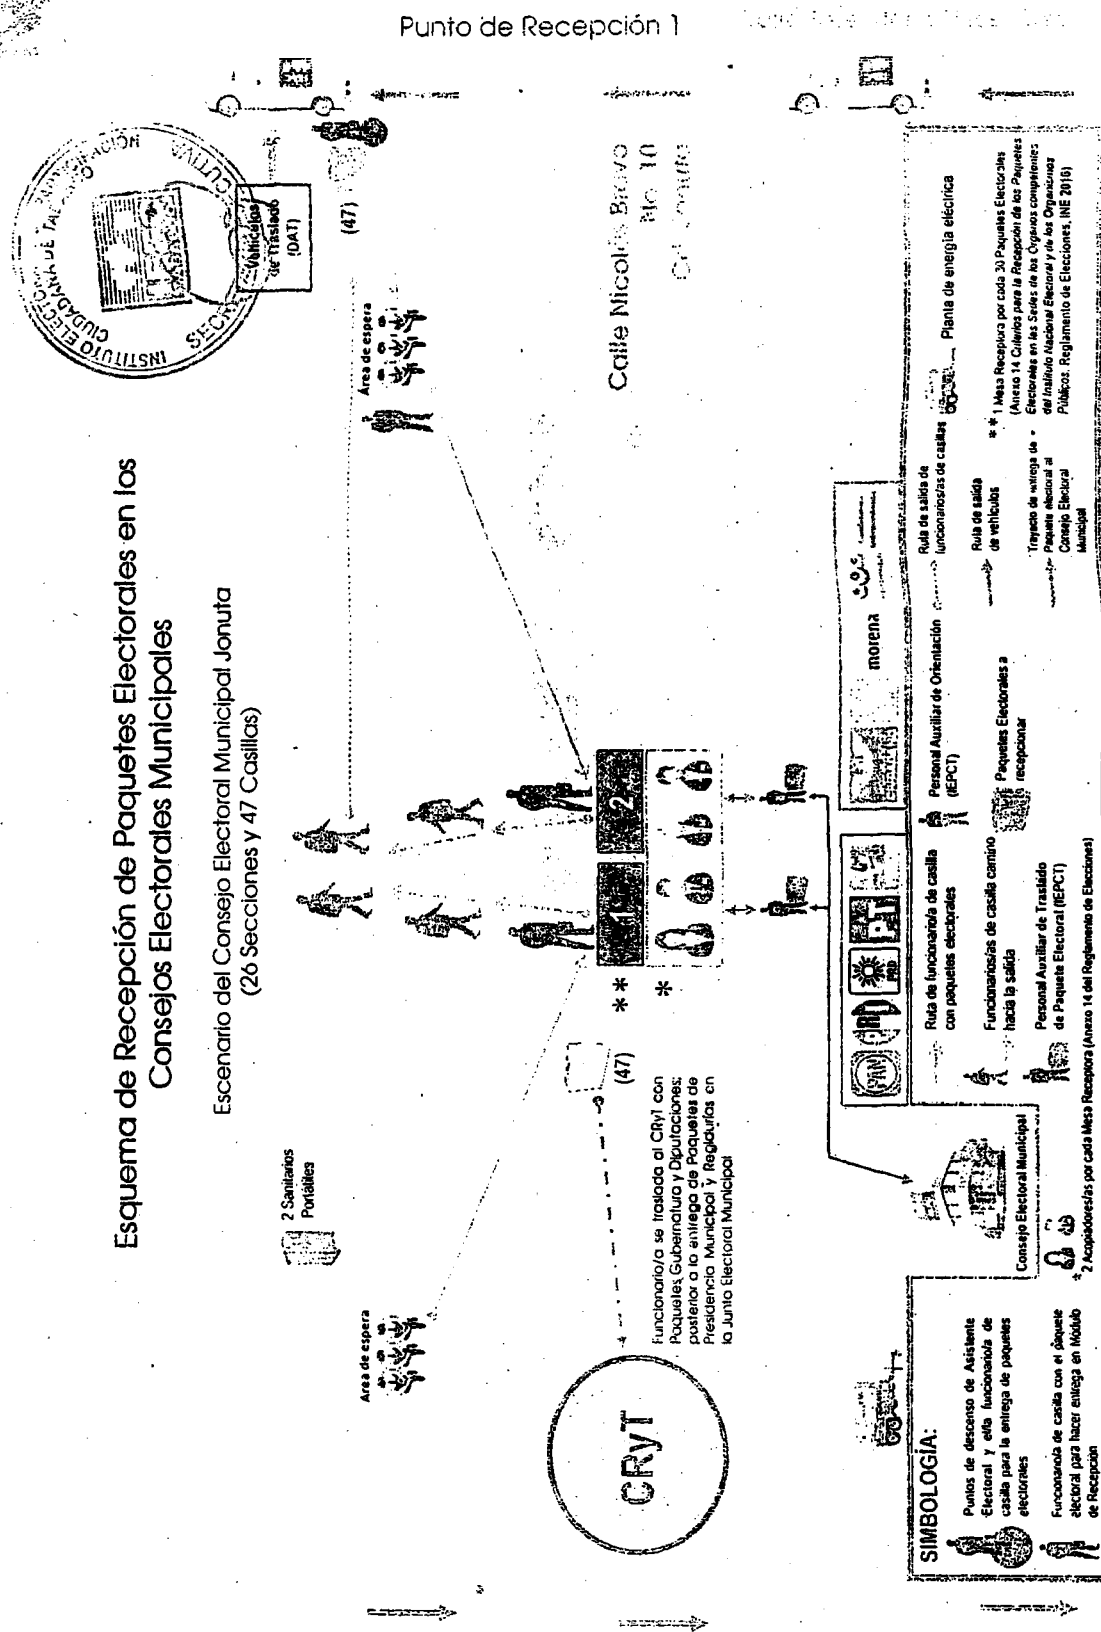 Punto de Recepción 1
INSTITUTO ELECTORAL
CIUDADANA DE TABASCO
Esquema de Recepción de Paquetes Electorales en los
Consejos Electorales Municipales
Escenario del Consejo Electoral Municipal Jonuta
(26 Secciones y 47 Casillas)
2 Sanitarios
Portátiles
Vehículos
de Traslado
(DAT)
(47)
Área de espera
Área de espera
Calle Nicolás Bravo
No. 10
1
2
**
*
(47)
CRyT
Funcionario/a se traslada al CRyT con
Paquetes Gubernatura y Diputaciones;
posterior a la entrega de Paquetes de
Presidencia Municipal y Regidurías en
la Junta Electoral Municipal
PAN
PRI
PRD
PT
morena
Consejo Electoral Municipal
SIMBOLOGÍA:
Puntos de descenso de Asistente
Electoral y el/la funcionario/a de
casilla para la entrega de paquetes
electorales
Funcionario/a de casilla con el paquete
electoral para hacer entrega en Módulo
de Recepción
* 2 Acopiadores/as por cada Mesa Receptora (Anexo 14 del Reglamento de Elecciones)
Ruta de funcionario/a de casilla
con paquetes electorales
Funcionarios/as de casilla camino
hacia la salida
Personal Auxiliar de Traslado
de Paquete Electoral (IEPCT)
Personal Auxiliar de Orientación
(IEPCT)
Paquetes Electorales a
recepcionar
Ruta de salida de
funcionarios/as de casillas
Ruta de salida
de vehículos
Trayecto de entrega de
Paquete electoral al
Consejo Electoral
Municipal
Planta de energía eléctrica
** 1 Mesa Receptora por cada 30 Paquetes Electorales
(Anexo 14 Criterios para la Recepción de los Paquetes
Electorales en las Sedes de los Órganos competentes
del Instituto Nacional Electoral y de los Organismos
Públicos. Reglamento de Elecciones, INE 2016)